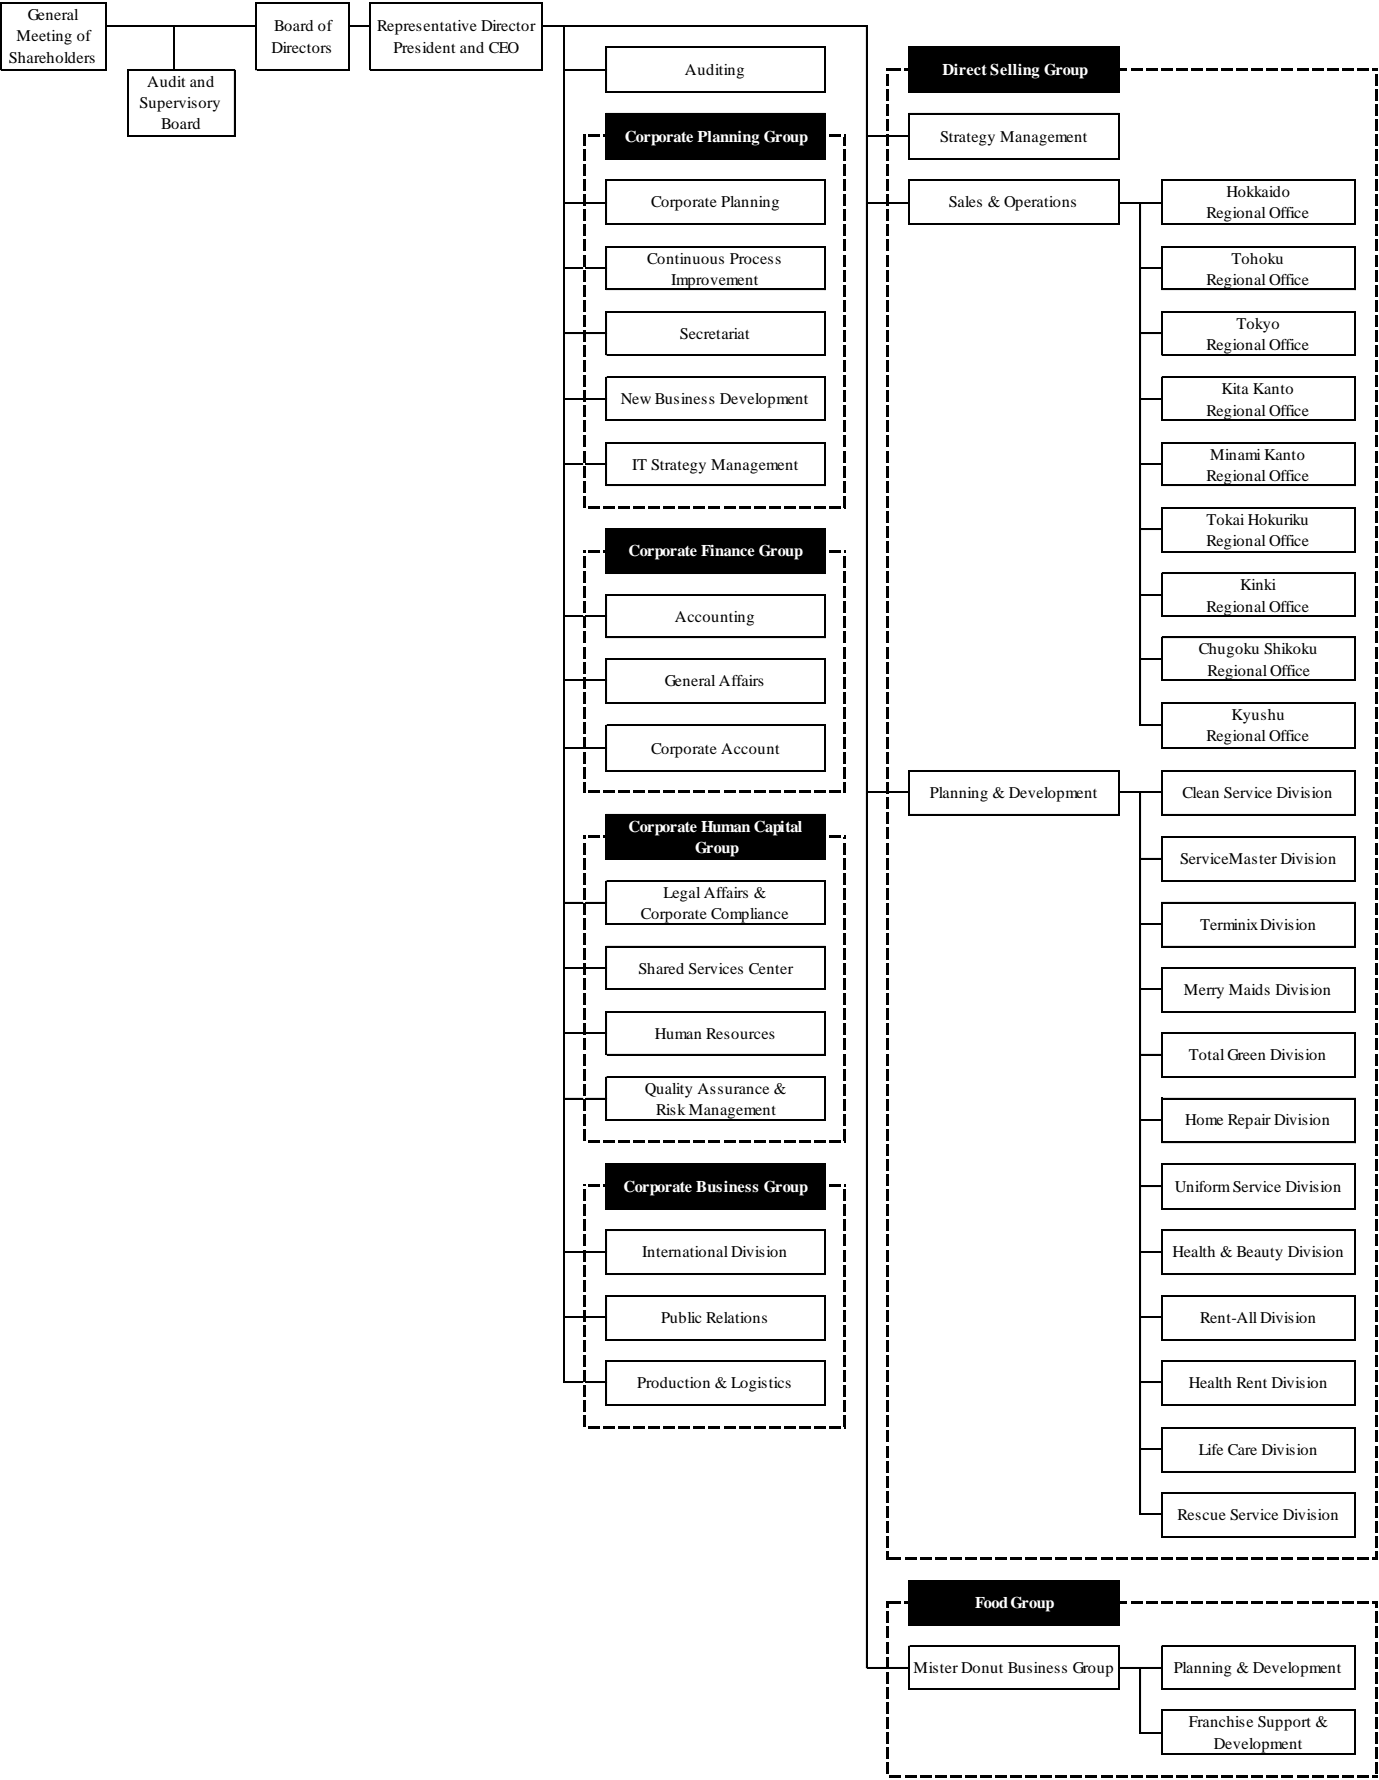 General
Meeting of
Shareholders
Audit and
Supervisory
Board
Board of
Directors
Representative Director
President and CEO
Auditing
Corporate Planning Group
Corporate Planning
Continuous Process
Improvement
Secretariat
New Business Development
IT Strategy Management
Corporate Finance Group
Accounting
General Affairs
Corporate Account
Corporate Human Capital
Group
Legal Affairs &
Corporate Compliance
Shared Services Center
Human Resources
Quality Assurance &
Risk Management
Corporate Business Group
International Division
Public Relations
Production & Logistics
Direct Selling Group
Strategy Management
Sales & Operations
Hokkaido
Regional Office
Tohoku
Regional Office
Tokyo
Regional Office
Kita Kanto
Regional Office
Minami Kanto
Regional Office
Tokai Hokuriku
Regional Office
Kinki
Regional Office
Chugoku Shikoku
Regional Office
Kyushu
Regional Office
Planning & Development
Clean Service Division
ServiceMaster Division
Terminix Division
Merry Maids Division
Total Green Division
Home Repair Division
Uniform Service Division
Health & Beauty Division
Rent-All Division
Health Rent Division
Life Care Division
Rescue Service Division
Food Group
Mister Donut Business Group
Planning & Development
Franchise Support &
Development